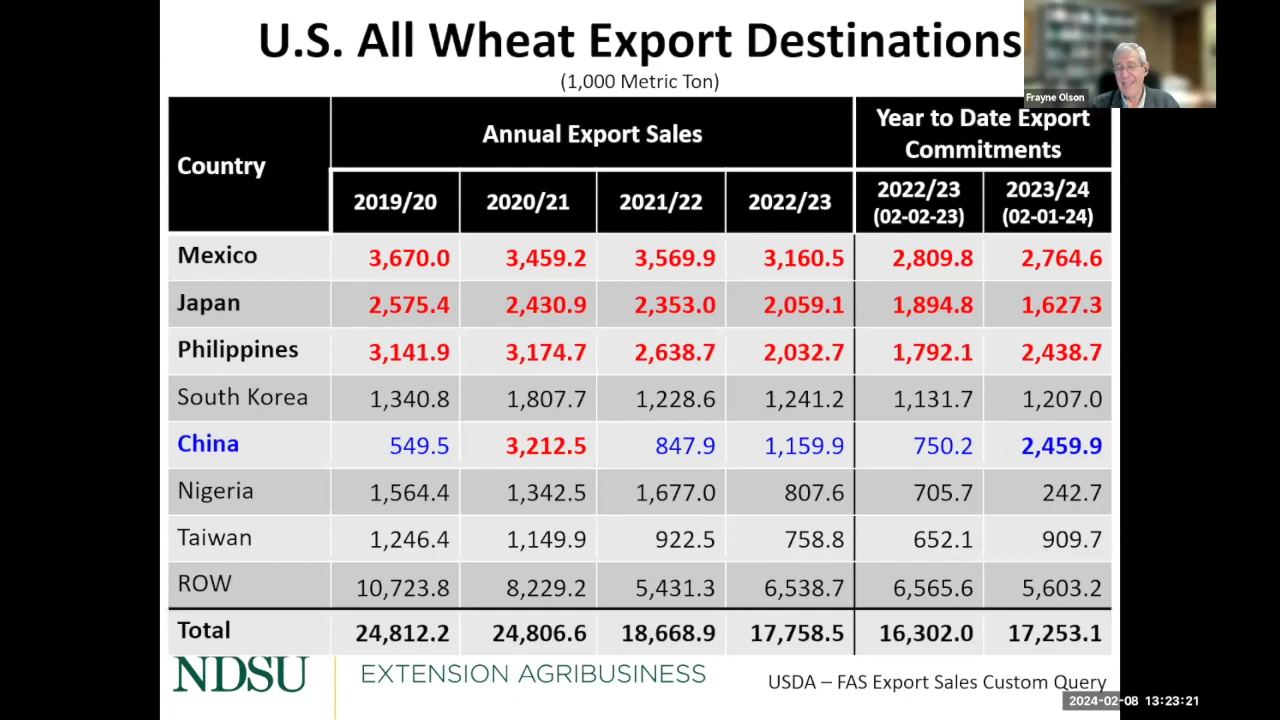 U.S. All Wheat Export Destinations
(1,000 Metric Ton)
Frayne Olson
Country
Annual Export Sales
Year to Date Export
Commitments
2019/20 2020/21 2021/22 2022/23 2022/23 2023/24
(02-02-23) (02-01-24)
Mexico 3,670.0 3,459.2 3,569.9 3,160.5 2,809.8 2,764.6
Japan 2,575.4 2,430.9 2,353.0 2,059.1 1,894.8 1,627.3
Philippines 3,141.9 3,174.7 2,638.7 2,032.7 1,792.1 2,438.7
South Korea 1,340.8 1,807.7 1,228.6 1,241.2 1,131.7 1,207.0
China 549.5 3,212.5 847.9 1,159.9 750.2 2,459.9
Nigeria 1,564.4 1,342.5 1,677.0 807.6 705.7 242.7
Taiwan 1,246.4 1,149.9 922.5 758.8 652.1 909.7
ROW 10,723.8 8,229.2 5,431.3 6,538.7 6,565.6 5,603.2
Total 24,812.2 24,806.6 18,668.9 17,758.5 16,302.0 17,253.1
NDSU EXTENSION AGRIBUSINESS
USDA – FAS Export Sales Custom Query
2024-02-08 13:23:21